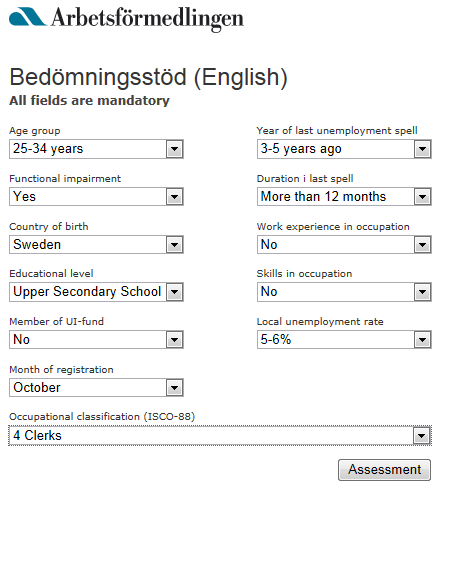 Arbetsförmedlingen
Bedömningsstöd (English)
All fields are mandatory
Age group
25-34 years
Year of last unemployment spell
3-5 years ago
Functional impairment
Yes
Duration i last spell
More than 12 months
Country of birth
Sweden
Work experience in occupation
No
Educational level
Upper Secondary School
Skills in occupation
No
Member of UI-fund
No
Local unemployment rate
5-6%
Month of registration
October
Occupational classification (ISCO-88)
4 Clerks
Assessment